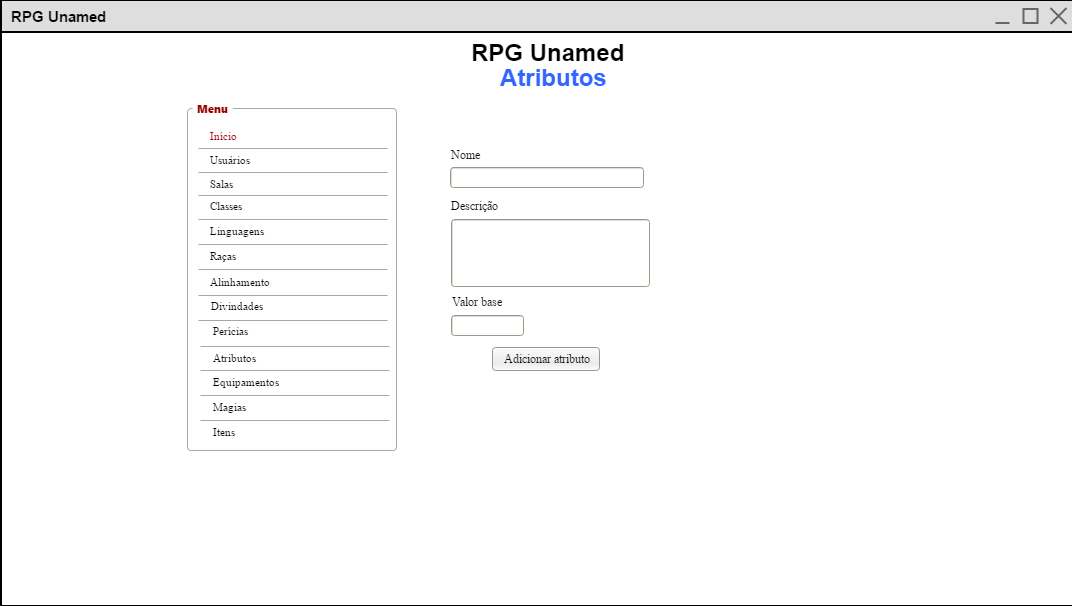 RPG Unamed
RPG Unamed
Atributos
Menu
Inicio
Usuários
Salas
Classes
Linguagens
Raças
Alinhamento
Divindades
Perícias
Atributos
Equipamentos
Magias
Itens
Nome
Descrição
Valor base
Adicionar atributo